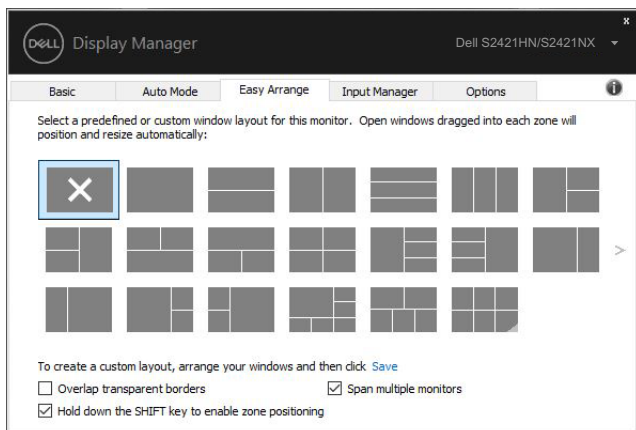 x
DELL Display Manager Dell S2421HN/S2421NX
Basic Auto Mode Easy Arrange Input Manager Options
Select a predefined or custom window layout for this monitor. Open windows dragged into each zone will
position and resize automatically:
To create a custom layout, arrange your windows and then click Save
Overlap transparent borders Span multiple monitors
Hold down the SHIFT key to enable zone positioning